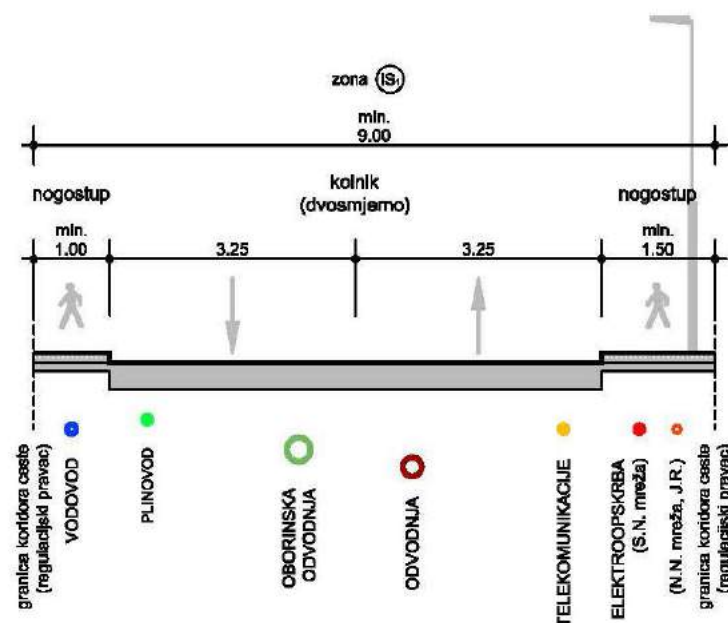 zona IS₁
min.
9.00
nogostup
kolnik
(dvosmjerno)
nogostup
min.
1.00
3.25
3.25
min.
1.50
granica koridora ceste
(regulacijski pravac)
VODOVOD
PLINOVOD
OBORINSKA
ODVODNJA
ODVODNJA
TELEKOMUNIKACIJE
ELEKTROOPSKRBA
(S.N. mreža)
(N.N. mreža, J.R.)
granica koridora ceste
(regulacijski pravac)